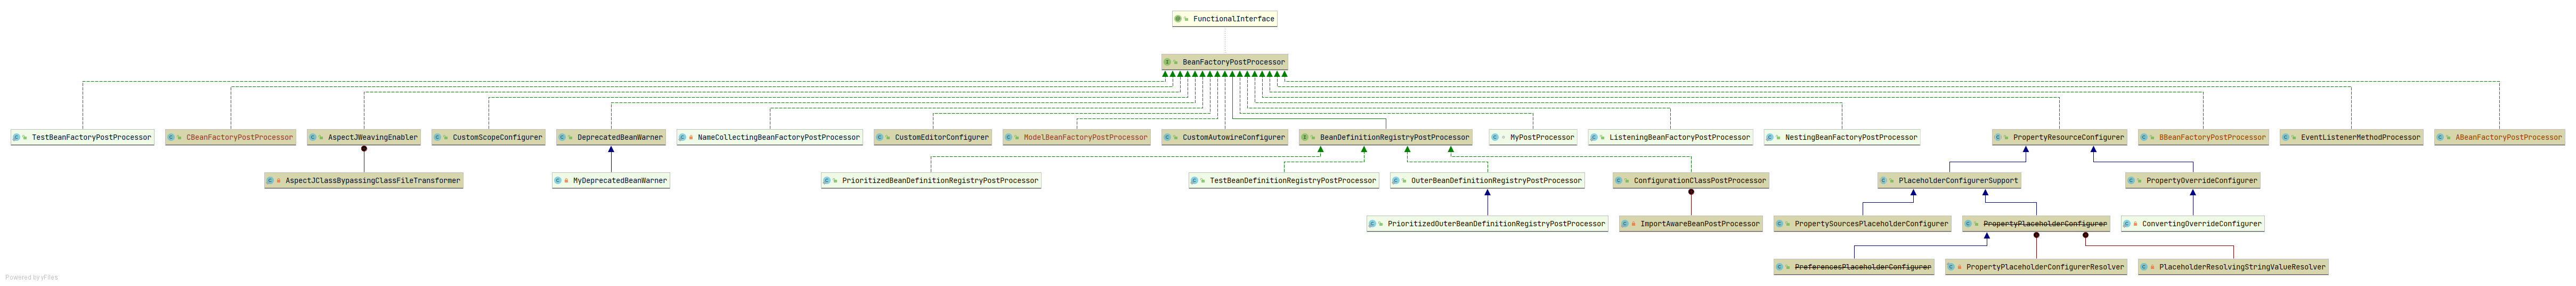 FunctionalInterface
BeanFactoryPostProcessor
TestBeanFactoryPostProcessor
CBeanFactoryPostProcessor
AspectJWeavingEnabler
CustomScopeConfigurer
DeprecatedBeanWarner
NameCollectingBeanFactoryPostProcessor
CustomEditorConfigurer
ModelBeanFactoryPostProcessor
CustomAutowireConfigurer
BeanDefinitionRegistryPostProcessor
MyPostProcessor
ListeningBeanFactoryPostProcessor
NestingBeanFactoryPostProcessor
PropertyResourceConfigurer
BBeanFactoryPostProcessor
EventListenerMethodProcessor
ABeanFactoryPostProcessor
AspectJClassBypassingClassFileTransformer
MyDeprecatedBeanWarner
PrioritizedBeanDefinitionRegistryPostProcessor
TestBeanDefinitionRegistryPostProcessor
OuterBeanDefinitionRegistryPostProcessor
ConfigurationClassPostProcessor
PlaceholderConfigurerSupport
PropertyOverrideConfigurer
PrioritizedOuterBeanDefinitionRegistryPostProcessor
ImportAwareBeanPostProcessor
PropertySourcesPlaceholderConfigurer
PropertyPlaceholderConfigurer
ConvertingOverrideConfigurer
PreferencesPlaceholderConfigurer
PropertyPlaceholderConfigurerResolver
PlaceholderResolvingStringValueResolver
Powered by yFiles